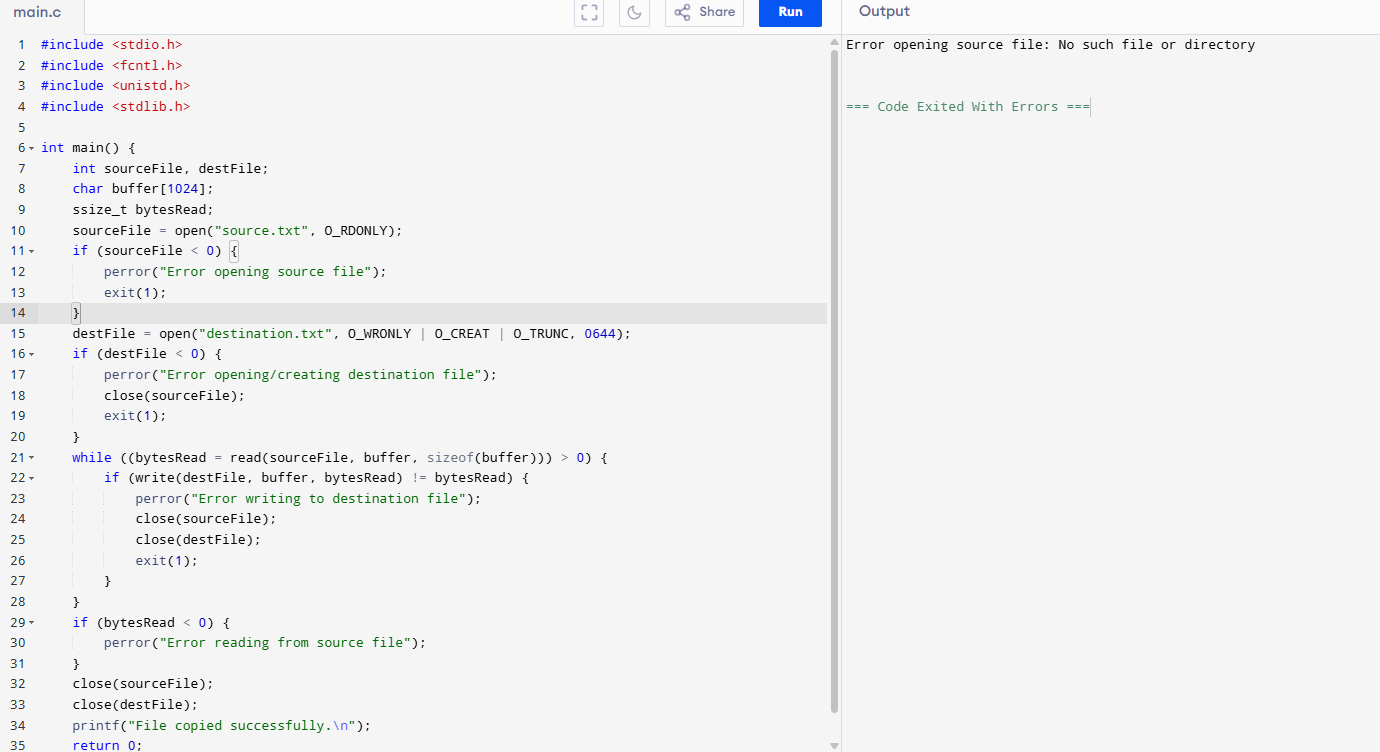 main.c
Share
Run
Output
1 #include <stdio.h>
2 #include <fcntl.h>
3 #include <unistd.h>
4 #include <stdlib.h>
5
6 int main() {
7     int sourceFile, destFile;
8     char buffer[1024];
9     ssize_t bytesRead;
10     sourceFile = open("source.txt", O_RDONLY);
11     if (sourceFile < 0) {
12         perror("Error opening source file");
13         exit(1);
14     }
15     destFile = open("destination.txt", O_WRONLY | O_CREAT | O_TRUNC, 0644);
16     if (destFile < 0) {
17         perror("Error opening/creating destination file");
18         close(sourceFile);
19         exit(1);
20     }
21     while ((bytesRead = read(sourceFile, buffer, sizeof(buffer))) > 0) {
22         if (write(destFile, buffer, bytesRead) != bytesRead) {
23             perror("Error writing to destination file");
24             close(sourceFile);
25             close(destFile);
26             exit(1);
27         }
28     }
29     if (bytesRead < 0) {
30         perror("Error reading from source file");
31     }
32     close(sourceFile);
33     close(destFile);
34     printf("File copied successfully.\n");
35     return 0;
Error opening source file: No such file or directory
=== Code Exited With Errors ===